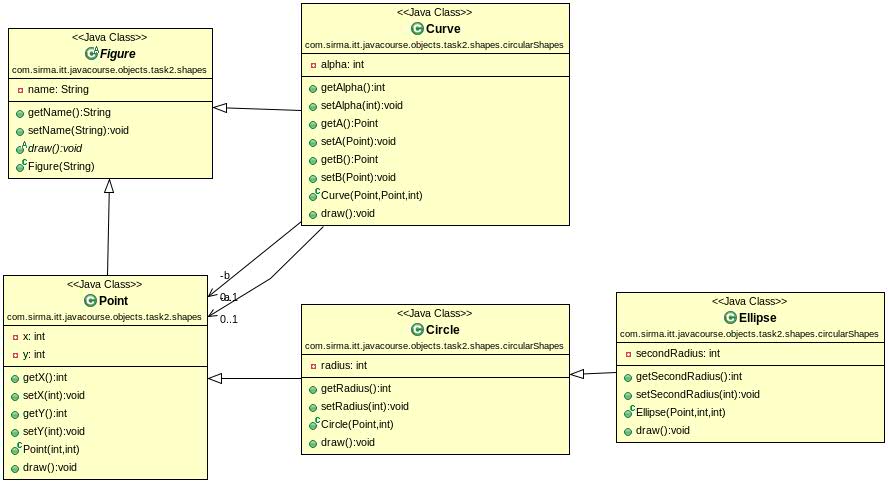 <<Java Class>>
Figure
com.sirma.itt.javacourse.objects.task2.shapes
name: String
getName():String
setName(String):void
draw():void
Figure(String)
<<Java Class>>
Curve
com.sirma.itt.javacourse.objects.task2.shapes.circularShapes
alpha: int
getAlpha():int
setAlpha(int):void
getA():Point
setA(Point):void
getB():Point
setB(Point):void
Curve(Point,Point,int)
draw():void
-b
0..1
-a
0..1
<<Java Class>>
Point
com.sirma.itt.javacourse.objects.task2.shapes
x: int
y: int
getX():int
setX(int):void
getY():int
setY(int):void
Point(int,int)
draw():void
<<Java Class>>
Circle
com.sirma.itt.javacourse.objects.task2.shapes.circularShapes
radius: int
getRadius():int
setRadius(int):void
Circle(Point,int)
draw():void
<<Java Class>>
Ellipse
com.sirma.itt.javacourse.objects.task2.shapes.circularShapes
secondRadius: int
getSecondRadius():int
setSecondRadius(int):void
Ellipse(Point,int,int)
draw():void